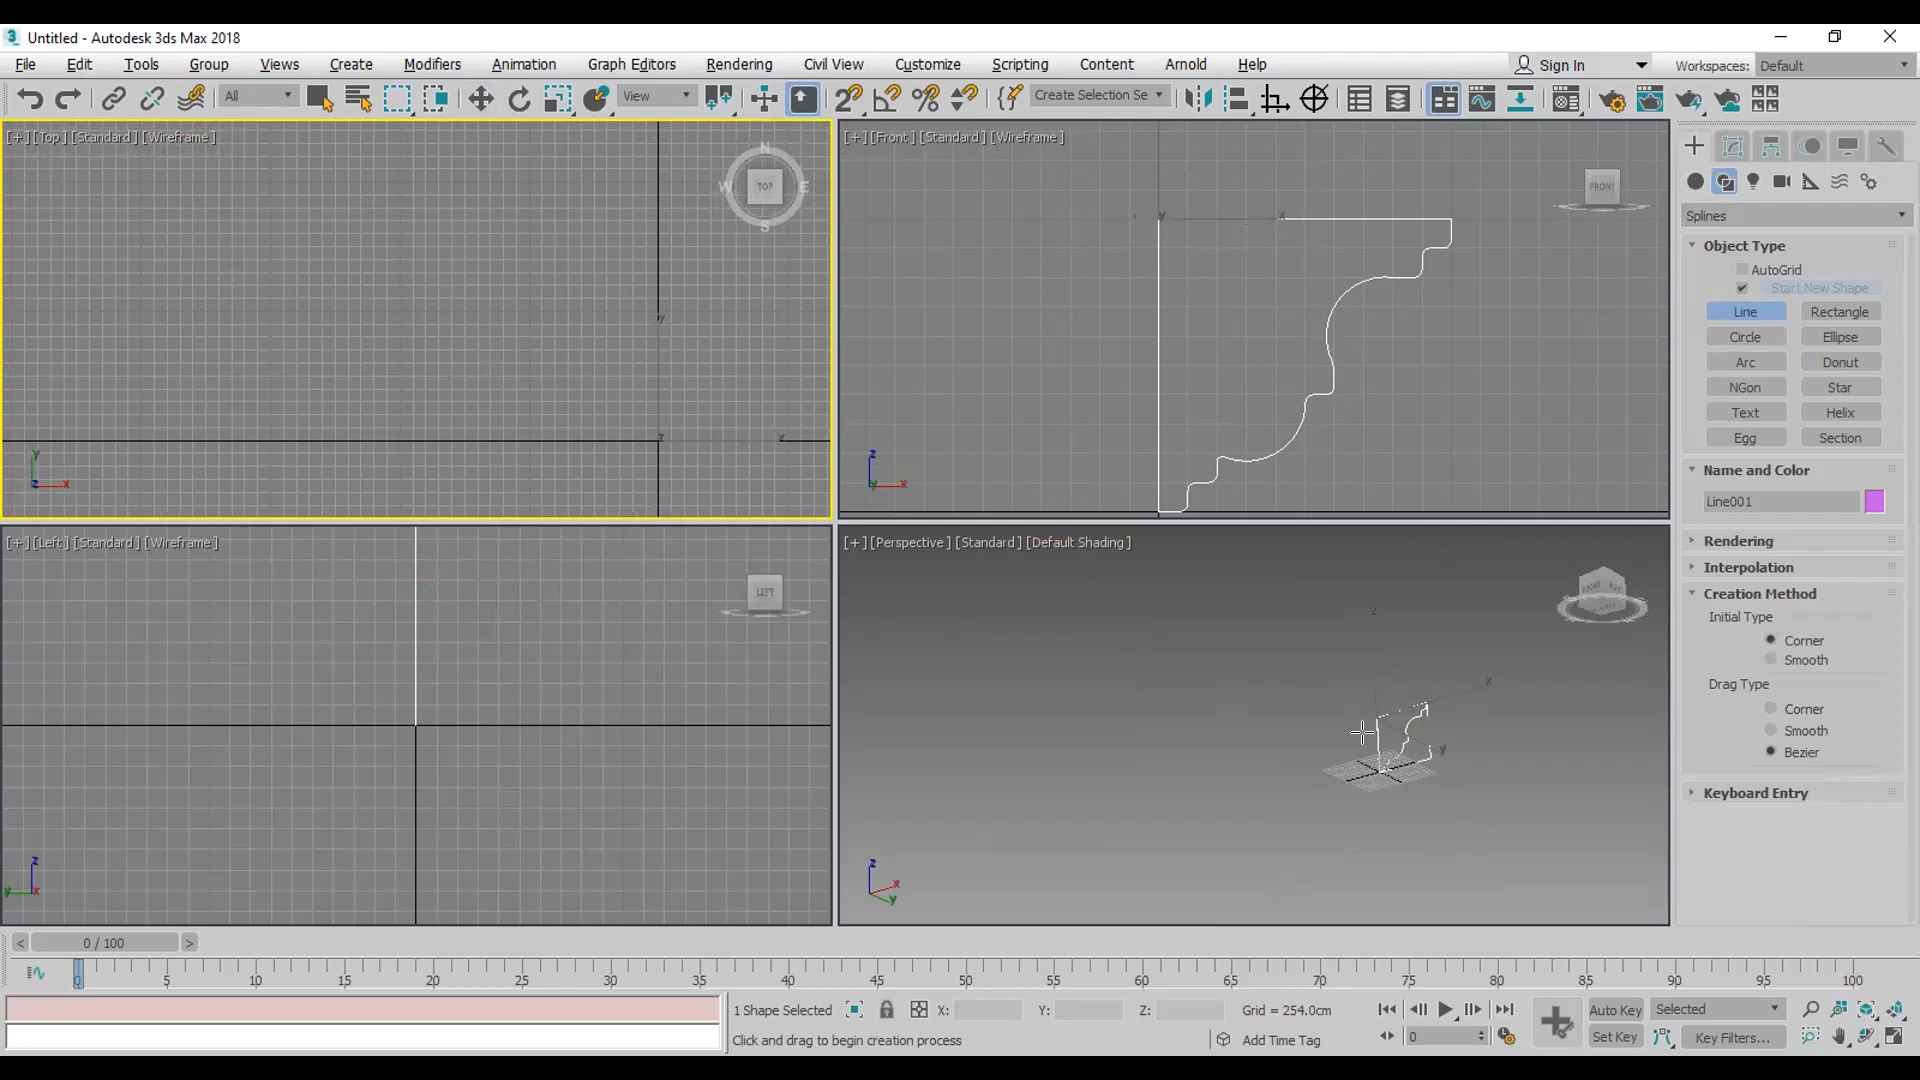 3 Untitled - Autodesk 3ds Max 2018
File Edit Tools Group Views Create Modifiers Animation Graph Editors Rendering Civil View Customize Scripting Content Arnold Help Sign In Workspaces: Default
All View Create Selection Se
[+] [Top] [Standard] [Wireframe]
N
W TOP E
S
y
z x
y
z x
[+] [Front] [Standard] [Wireframe]
FRONT
y x
z
y x
[+] [Left] [Standard] [Wireframe]
LEFT
z
y x
[+] [Perspective] [Standard] [Default Shading]
z
x
y
z
x
y
Splines
Object Type
AutoGrid
Start New Shape
Line Rectangle
Circle Ellipse
Arc Donut
NGon Star
Text Helix
Egg Section
Name and Color
Line001
Rendering
Interpolation
Creation Method
Initial Type
Corner
Smooth
Drag Type
Corner
Smooth
Bezier
Keyboard Entry
< 0 / 100 >
0 5 10 15 20 25 30 35 40 45 50 55 60 65 70 75 80 85 90 95 100
1 Shape Selected X: Y: Z: Grid = 254.0cm Auto Key Selected
Click and drag to begin creation process Add Time Tag 0 Set Key Key Filters...